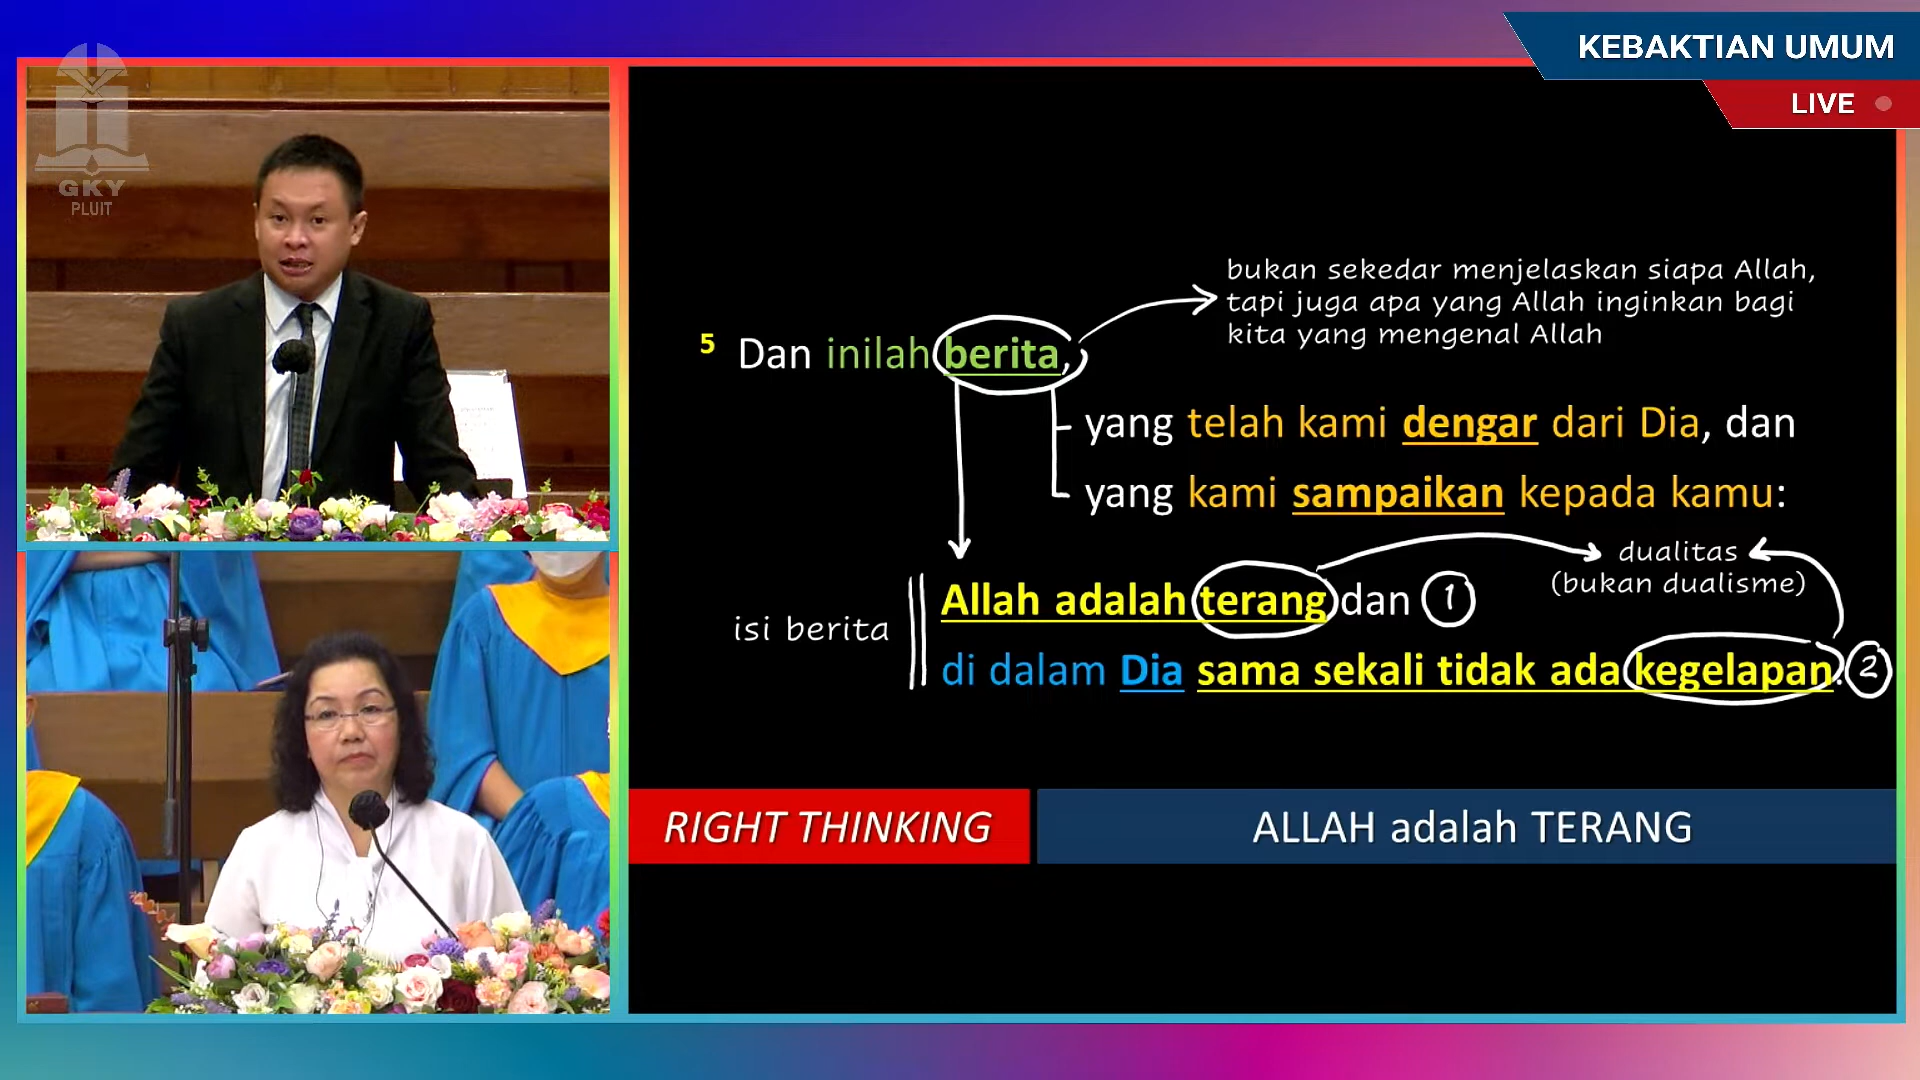 KEBAKTIAN UMUM
LIVE
GKY
PLUIT
bukan sekedar menjelaskan siapa Allah,
tapi juga apa yang Allah inginkan bagi
kita yang mengenal Allah
5 Dan inilah berita,
yang telah kami dengar dari Dia, dan
yang kami sampaikan kepada kamu:
dualitas
(bukan dualisme)
isi berita
Allah adalah terang dan 1
di dalam Dia sama sekali tidak ada kegelapan. 2
RIGHT THINKING
ALLAH adalah TERANG